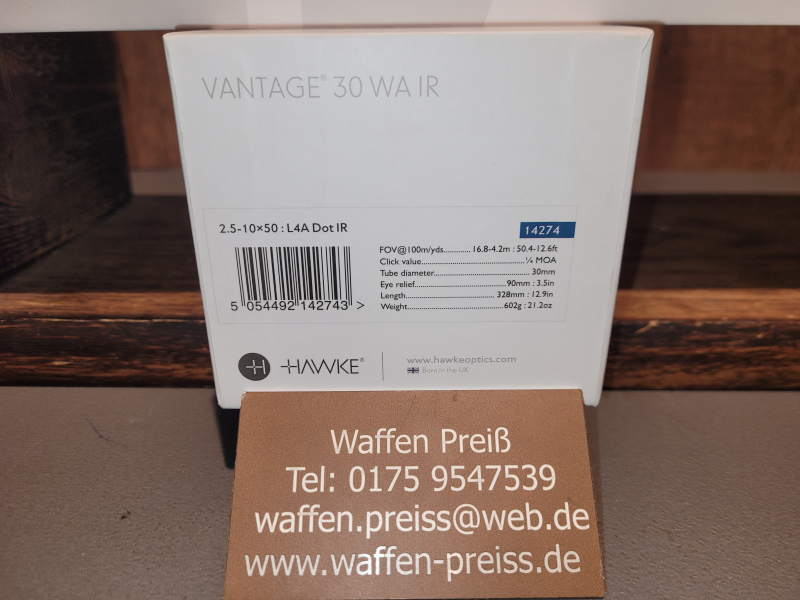 VANTAGE® 30 WA IR
2.5-10×50 : L4A Dot IR
14274
FOV@100m/yds............ 16.8-4.2m : 50.4-12.6ft
Click value.......................................¼ MOA
Tube diameter........................................ 30mm
Eye relief....................................90mm : 3.5in
Length.................................... 328mm : 12.9in
Weight....................................602g : 21.2oz
5 054492 142743 >
HAWKE®
www.hawkeoptics.com
Born in the UK
Waffen Preiß
Tel: 0175 9547539
waffen.preiss@web.de
www.waffen-preiss.de